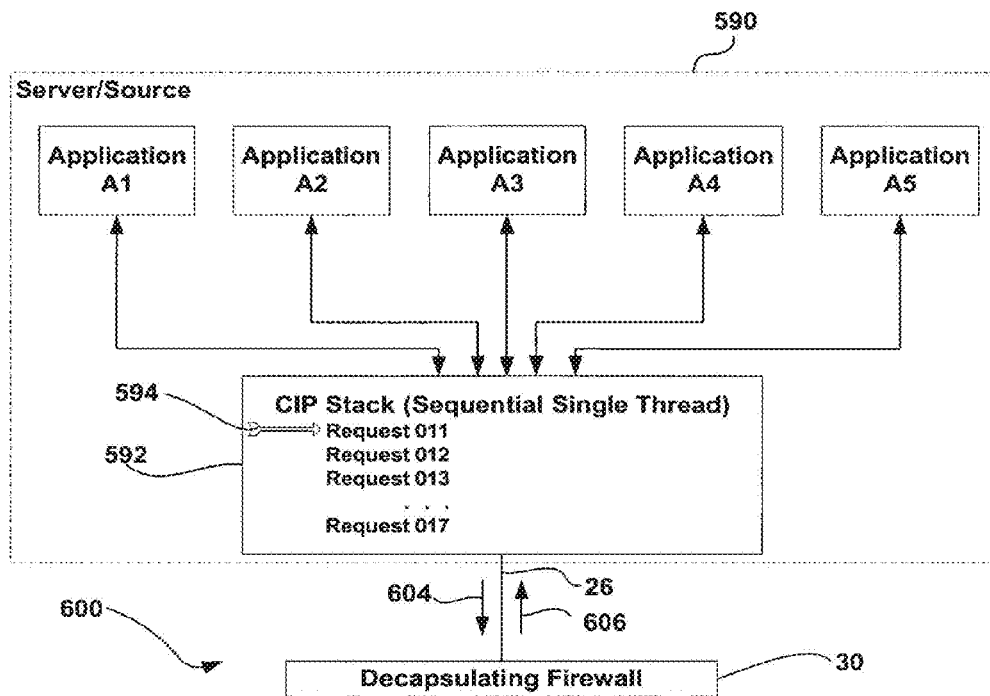 590
Server/Source
Application A1
Application A2
Application A3
Application A4
Application A5
594
CIP Stack (Sequential Single Thread)
Request 011
592
Request 012
Request 013
. . .
Request 017
604
26
600
606
Decapsulating Firewall
30